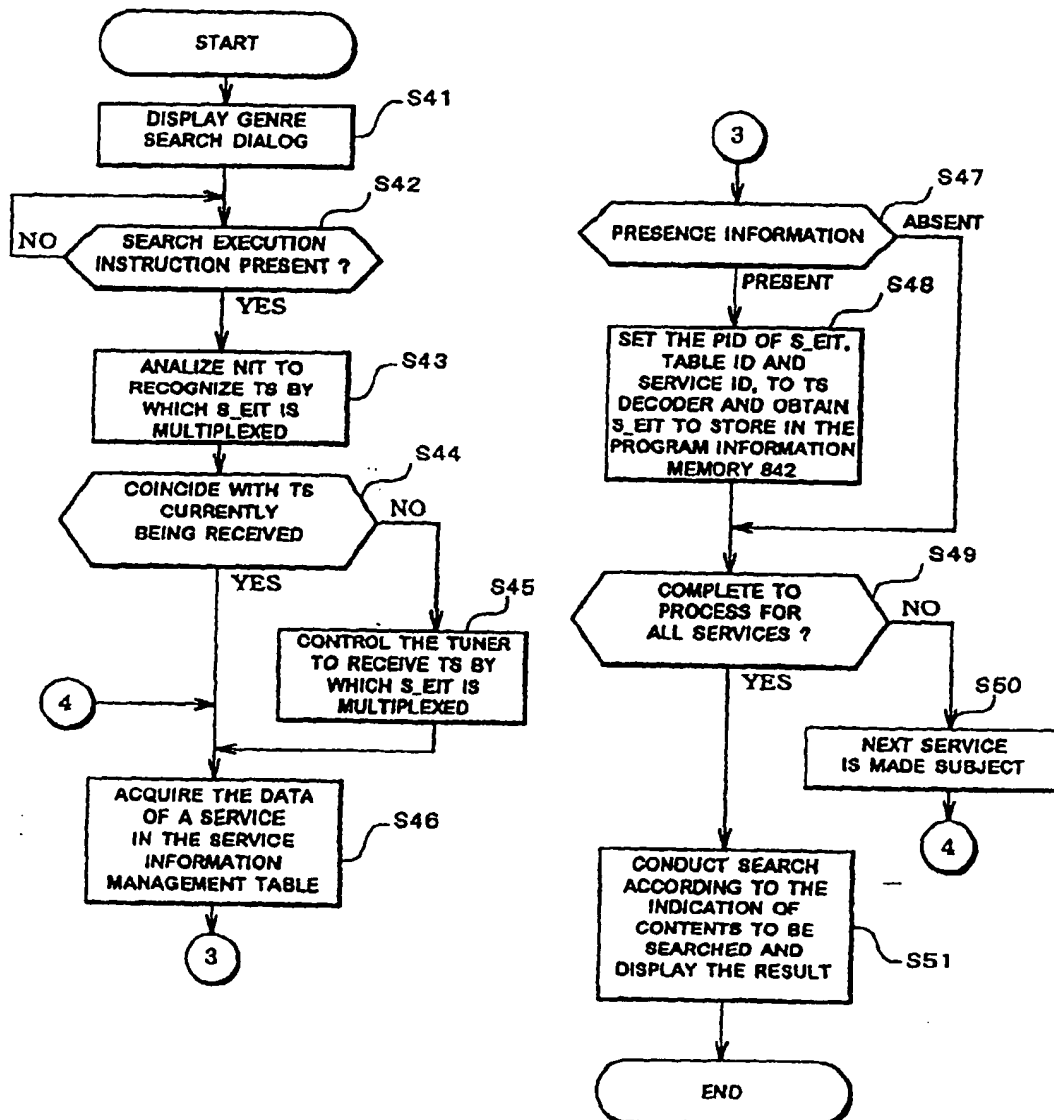 START
S41
DISPLAY GENRE
SEARCH DIALOG
S42
NO
SEARCH EXECUTION
INSTRUCTION PRESENT ?
YES
S43
ANALIZE NIT TO
RECOGNIZE TS BY
WHICH S_EIT IS
MULTIPLEXED
S44
COINCIDE WITH TS
CURRENTLY
BEING RECEIVED
NO
YES
S45
CONTROL THE TUNER
TO RECEIVE TS BY
WHICH S_EIT IS
MULTIPLEXED
4
ACQUIRE THE DATA
OF A SERVICE
IN THE SERVICE
INFORMATION
MANAGEMENT TABLE
S46
3
3
S47
PRESENCE INFORMATION
ABSENT
PRESENT
S48
SET THE PID OF S_EIT,
TABLE ID AND
SERVICE ID, TO TS
DECODER AND OBTAIN
S_EIT TO STORE IN THE
PROGRAM INFORMATION
MEMORY 842
S49
COMPLETE TO
PROCESS FOR
ALL SERVICES ?
NO
YES
S50
NEXT SERVICE
IS MADE SUBJECT
4
CONDUCT SEARCH
ACCORDING TO THE
INDICATION OF
CONTENTS TO BE
SEARCHED AND
DISPLAY THE RESULT
S51
END